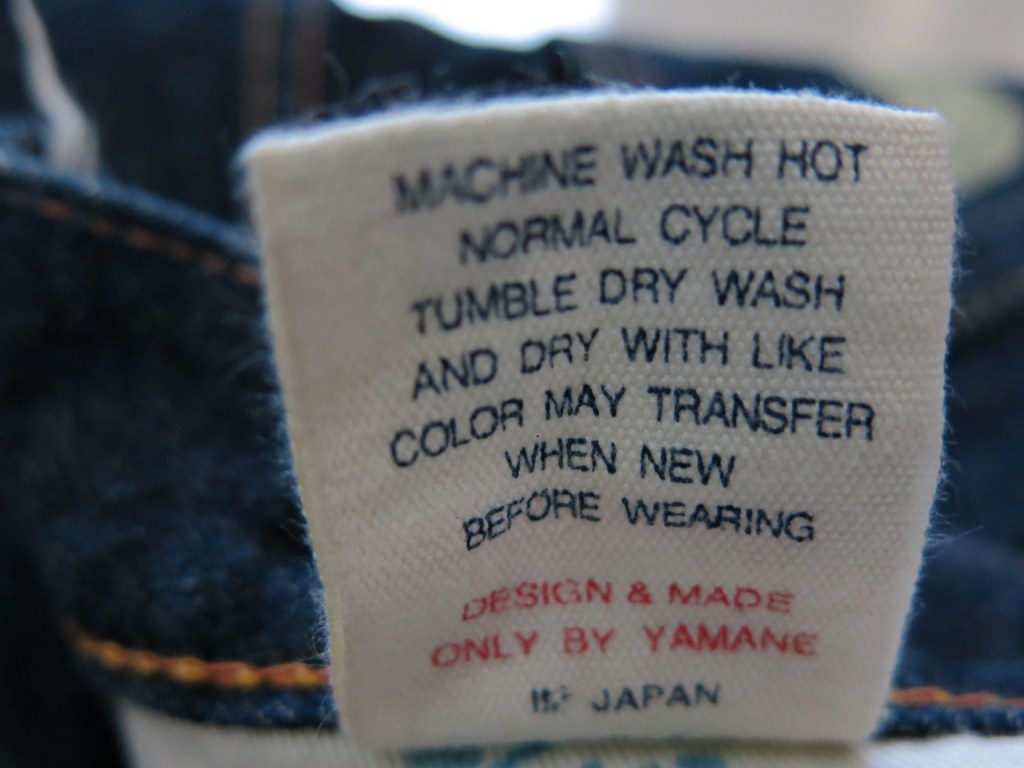 MACHINE WASH HOT
NORMAL CYCLE
TUMBLE DRY WASH
AND DRY WITH LIKE
COLOR MAY TRANSFER
WHEN NEW
BEFORE WEARING
DESIGN & MADE
ONLY BY YAMANE
IN JAPAN